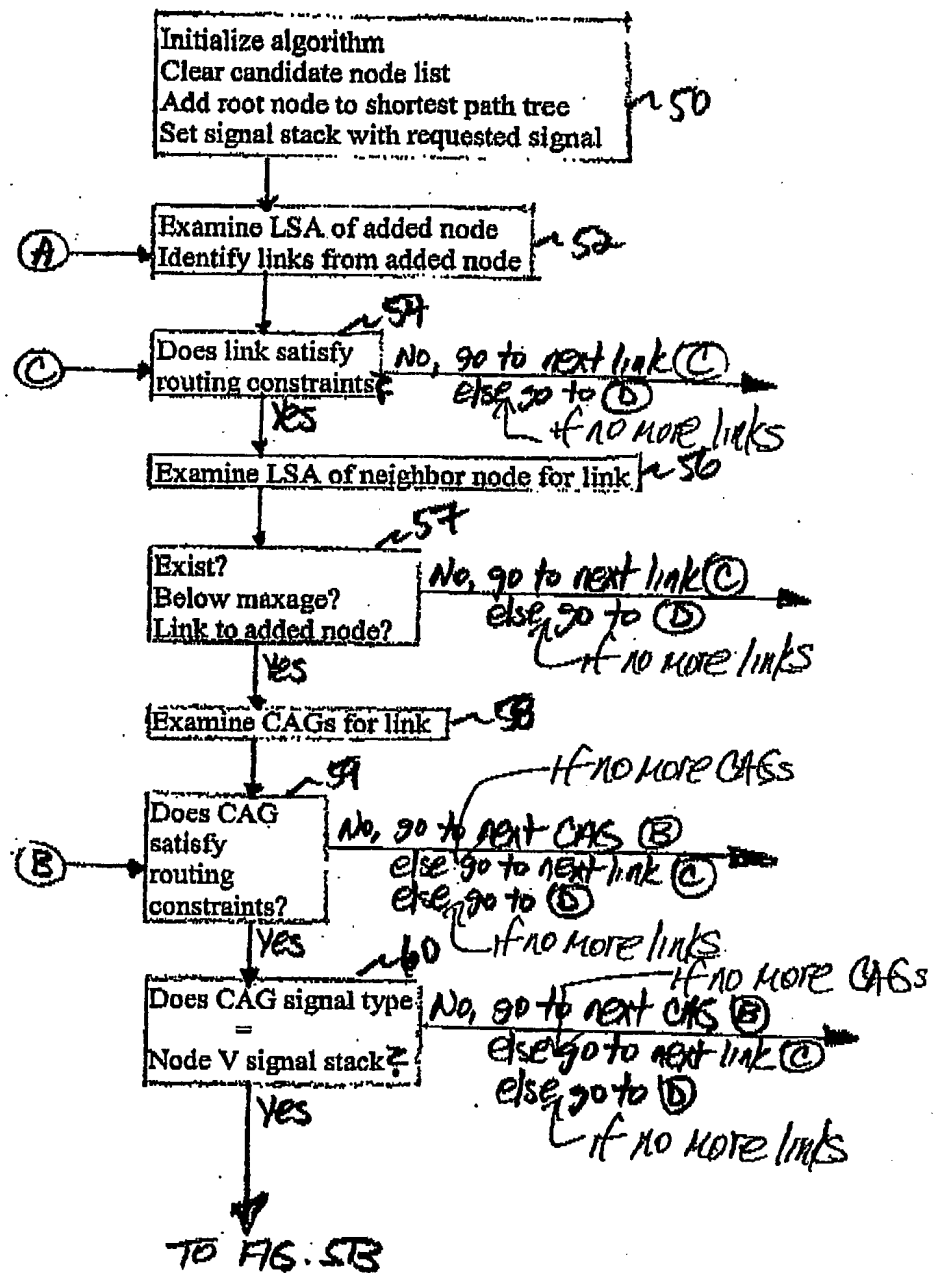 Initialize algorithm
Clear candidate node list
Add root node to shortest path tree
Set signal stack with requested signal
50
A
Examine LSA of added node
Identify links from added node
52
54
C
Does link satisfy
routing constraints?
No, go to next link C
else go to D
if no more links
Yes
Examine LSA of neighbor node for link
56
57
Exist?
Below maxage?
Link to added node?
No, go to next link C
else go to D
if no more links
Yes
Examine CAGs for link
58
59
if no more CAGs
B
Does CAG
satisfy
routing
constraints?
No, go to next CAG B
else go to next link C
else go to D
if no more links
Yes
60
if no more CAGs
Does CAG signal type
=
Node V signal stack?
No, go to next CAG B
else go to next link C
else go to D
if no more links
Yes
TO FIG. 5B